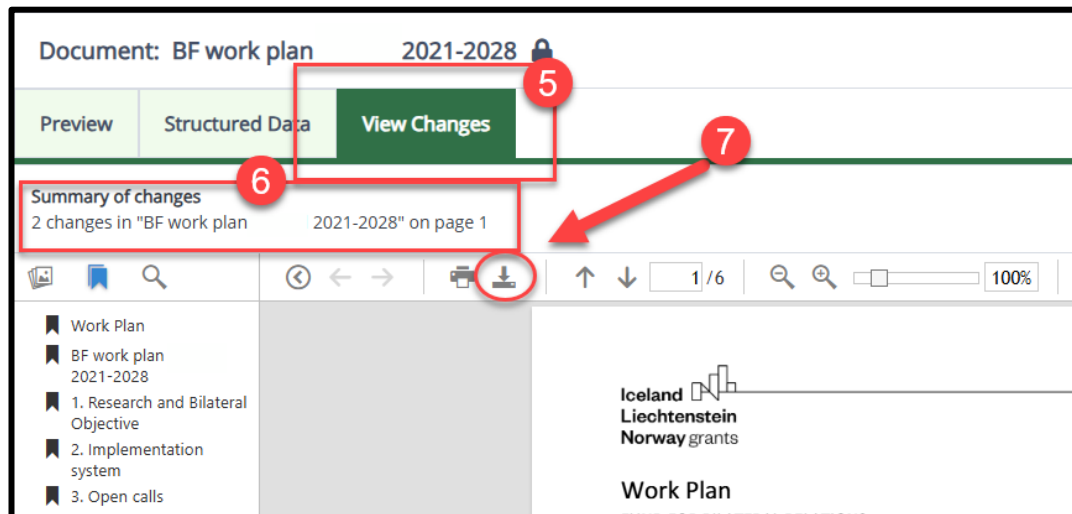 Document: BF work plan 2021-2028
5
Preview Structured Data View Changes
7
6
Summary of changes
2 changes in "BF work plan 2021-2028" on page 1
1 /6 100%
Work Plan
BF work plan
2021-2028
1. Research and Bilateral
Objective
2. Implementation
system
3. Open calls
Iceland
Liechtenstein
Norway grants
Work Plan